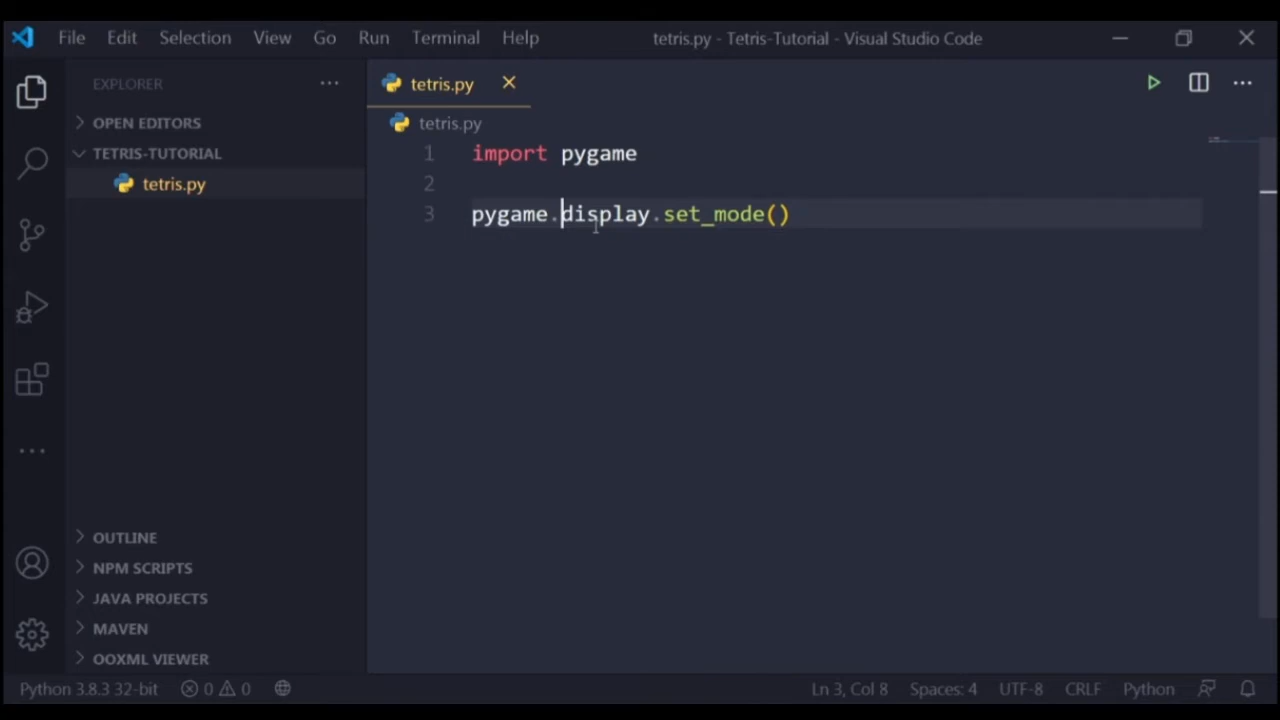 File Edit Selection View Go Run Terminal Help tetris.py - Tetris-Tutorial - Visual Studio Code
EXPLORER
OPEN EDITORS
TETRIS-TUTORIAL
tetris.py
OUTLINE
NPM SCRIPTS
JAVA PROJECTS
MAVEN
OOXML VIEWER
tetris.py
tetris.py
1 import pygame
2
3 pygame.display.set_mode()
Python 3.8.3 32-bit 0 0 Ln 3, Col 8 Spaces: 4 UTF-8 CRLF Python